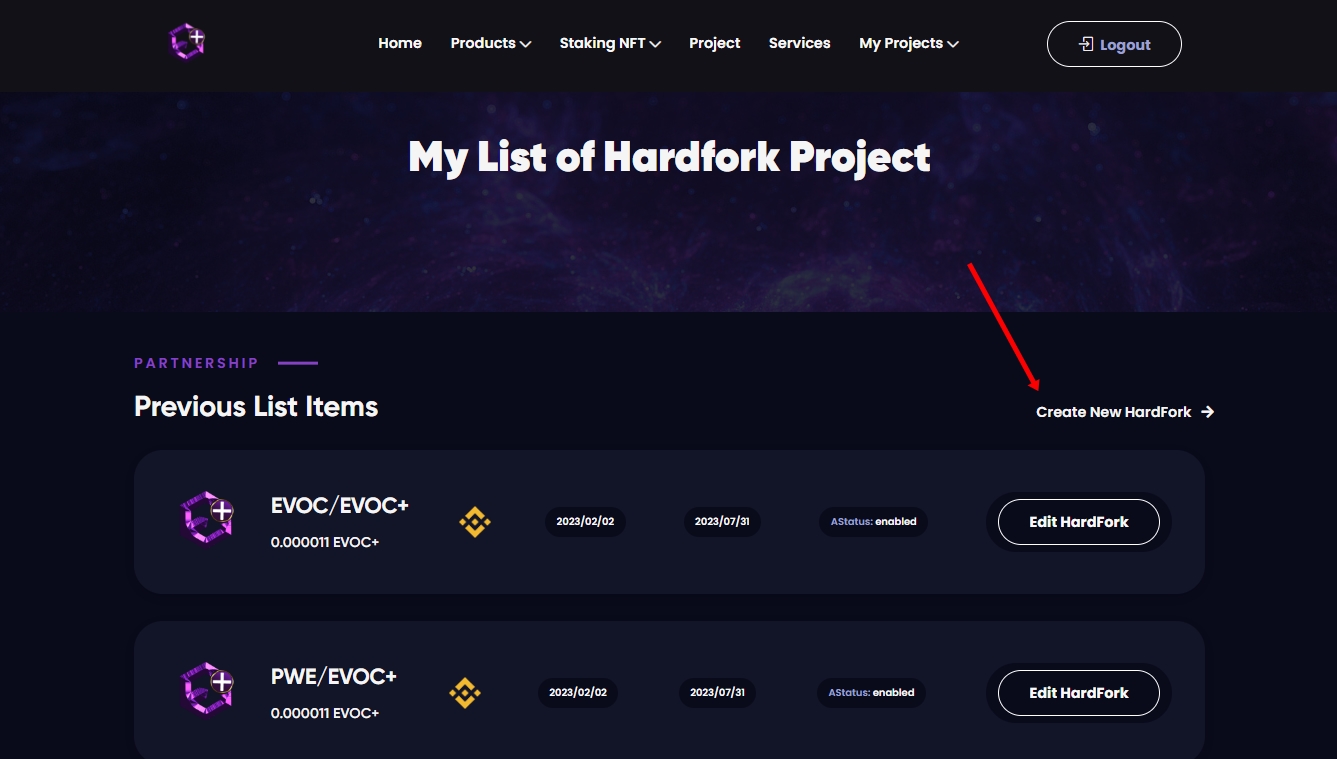 Home Products Staking NFT Project Services My Projects Logout
My List of Hardfork Project
PARTNERSHIP
Previous List Items
Create New HardFork
EVOC/EVOC+
0.000011 EVOC+
2023/02/02
2023/07/31
AStatus: enabled
Edit HardFork
PWE/EVOC+
0.000011 EVOC+
2023/02/02
2023/07/31
AStatus: enabled
Edit HardFork